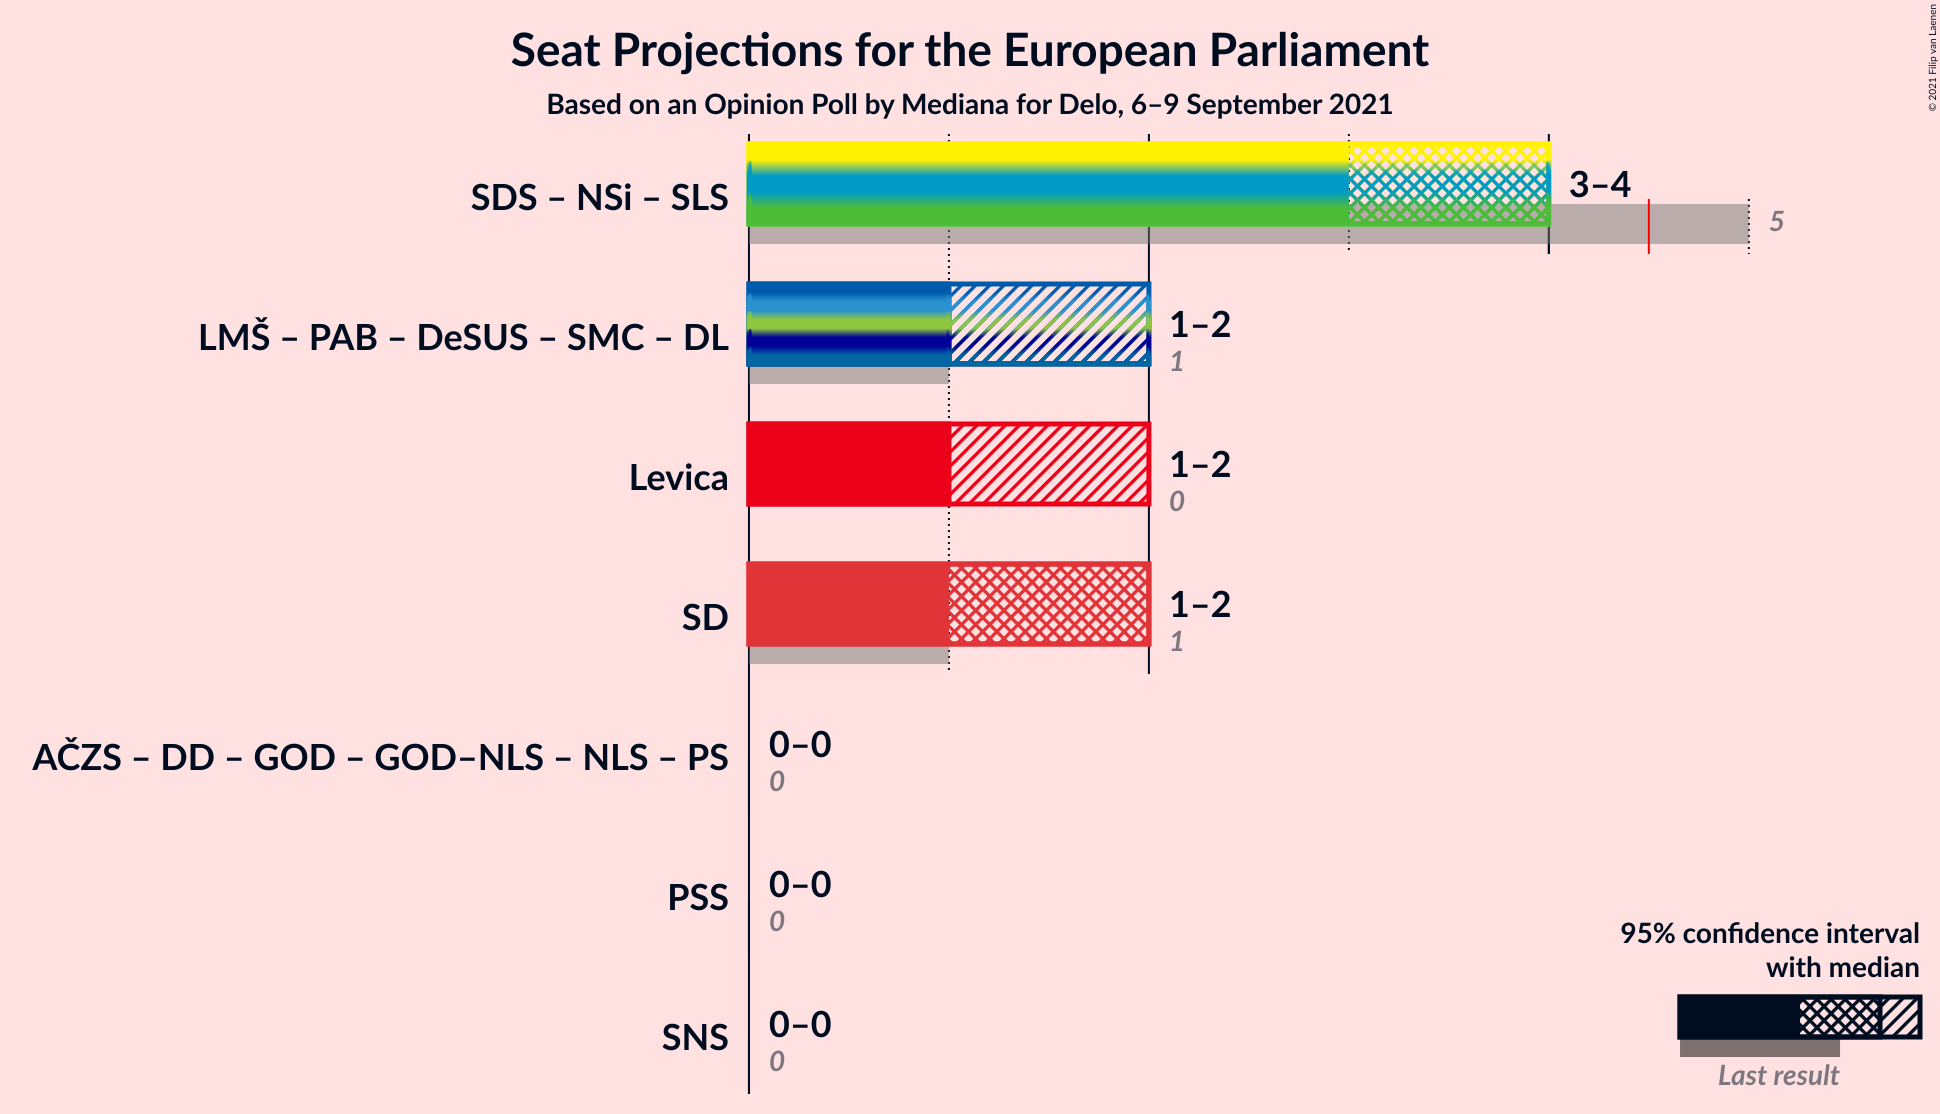 Seat Projections for the European Parliament
Based on an Opinion Poll by Mediana for Delo, 6–9 September 2021
© 2021 Filip van Laenen
SDS – NSi – SLS
3–4
5
LMŠ – PAB – DeSUS – SMC – DL
1–2
1
Levica
1–2
0
SD
1–2
1
AČZS – DD – GOD – GOD–NLS – NLS – PS
0–0
0
PSS
0–0
0
SNS
0–0
0
95% confidence interval
with median
Last result